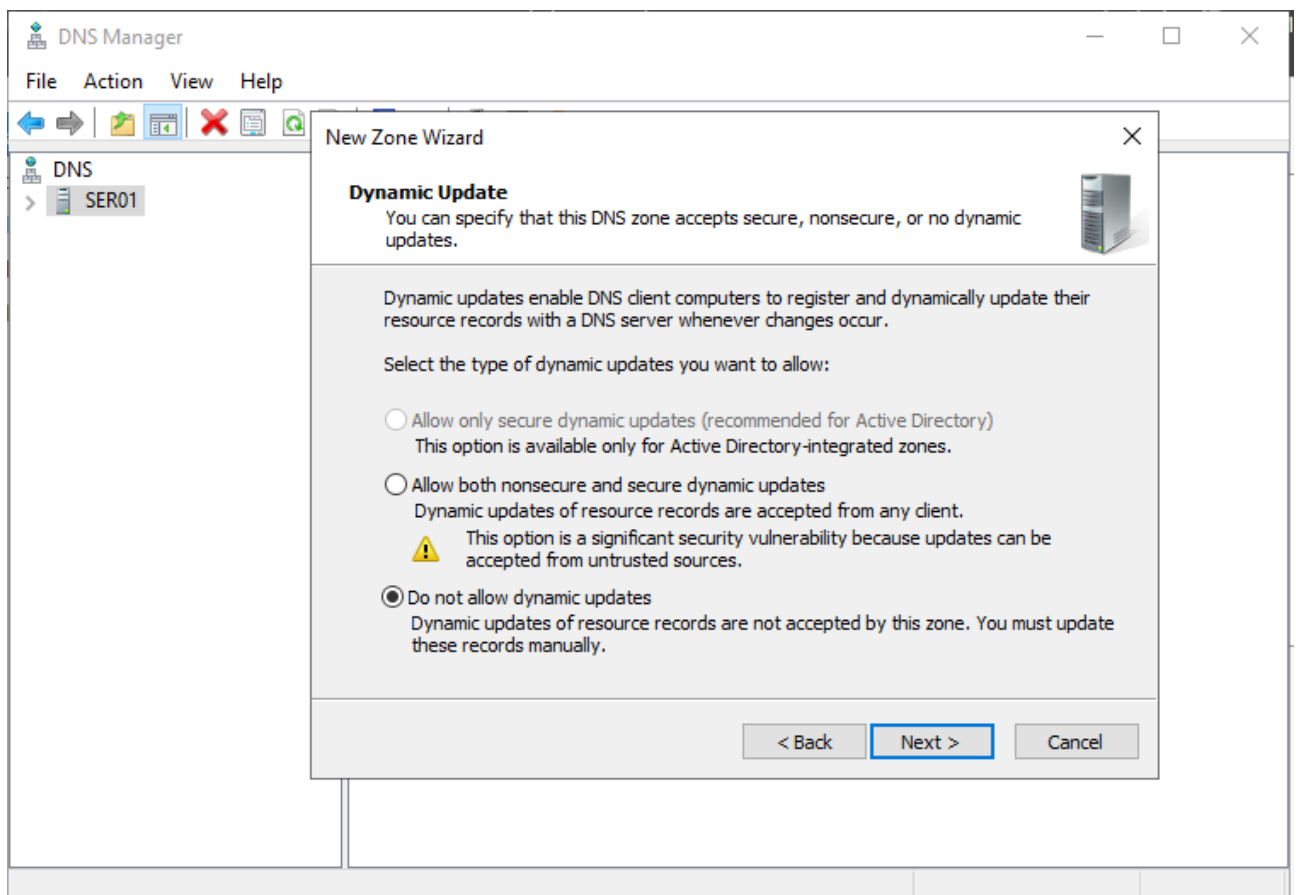 DNS Manager
File Action View Help
DNS
SER01
New Zone Wizard
Dynamic Update
You can specify that this DNS zone accepts secure, nonsecure, or no dynamic
updates.
Dynamic updates enable DNS client computers to register and dynamically update their
resource records with a DNS server whenever changes occur.
Select the type of dynamic updates you want to allow:
Allow only secure dynamic updates (recommended for Active Directory)
This option is available only for Active Directory-integrated zones.
Allow both nonsecure and secure dynamic updates
Dynamic updates of resource records are accepted from any client.
This option is a significant security vulnerability because updates can be
accepted from untrusted sources.
Do not allow dynamic updates
Dynamic updates of resource records are not accepted by this zone. You must update
these records manually.
< Back Next > Cancel